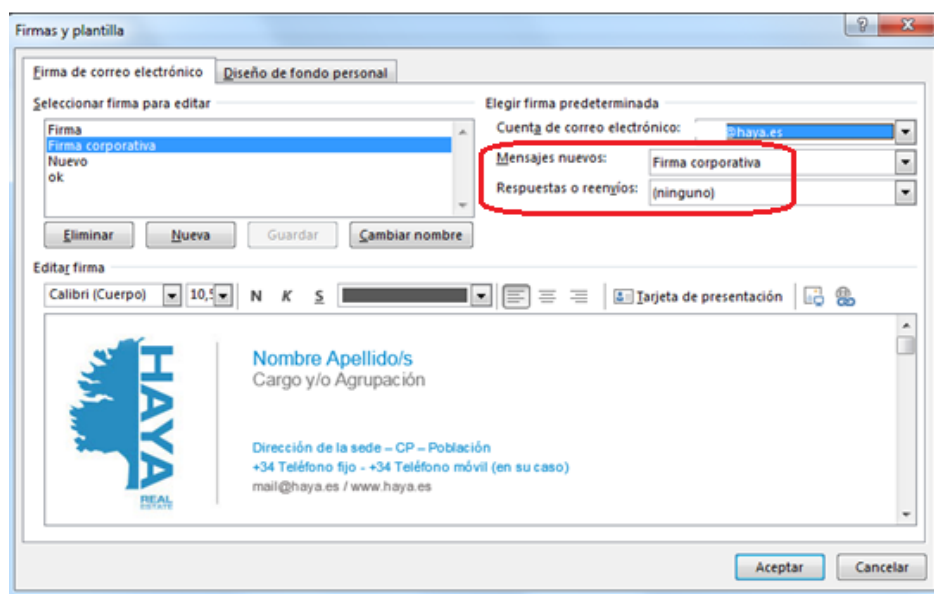 Firmas y plantilla
Firma de correo electrónico Diseño de fondo personal
Seleccionar firma para editar
Firma
Firma corporativa
Nuevo
ok
Eliminar Nueva Guardar Cambiar nombre
Elegir firma predeterminada
Cuenta de correo electrónico: @haya.es
Mensajes nuevos: Firma corporativa
Respuestas o reenvíos: (ninguno)
Editar firma
Calibri (Cuerpo) 10,5 N K S Tarjeta de presentación
HAYA
REAL
ESTATE
Nombre Apellido/s
Cargo y/o Agrupación
Dirección de la sede – CP – Población
+34 Teléfono fijo - +34 Teléfono móvil (en su caso)
mail@haya.es / www.haya.es
Aceptar Cancelar